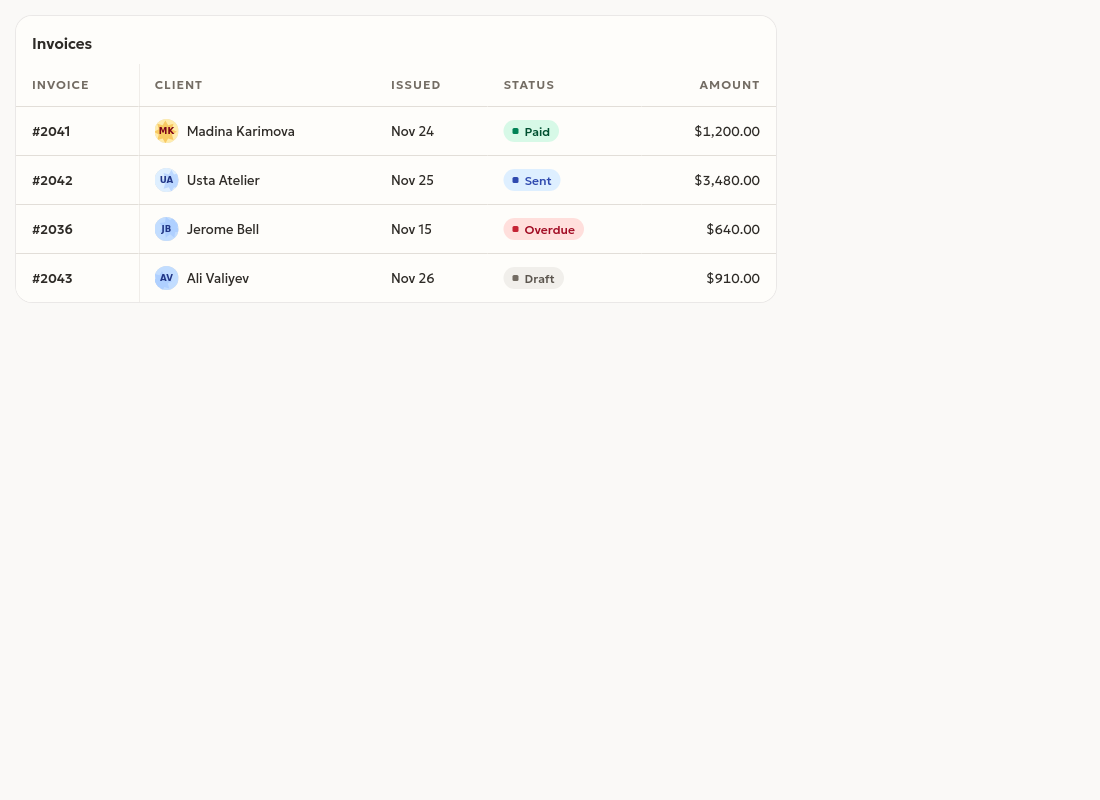 Invoices
INVOICE CLIENT ISSUED STATUS AMOUNT
#2041 MK Madina Karimova Nov 24 Paid $1,200.00
#2042 UA Usta Atelier Nov 25 Sent $3,480.00
#2036 JB Jerome Bell Nov 15 Overdue $640.00
#2043 AV Ali Valiyev Nov 26 Draft $910.00